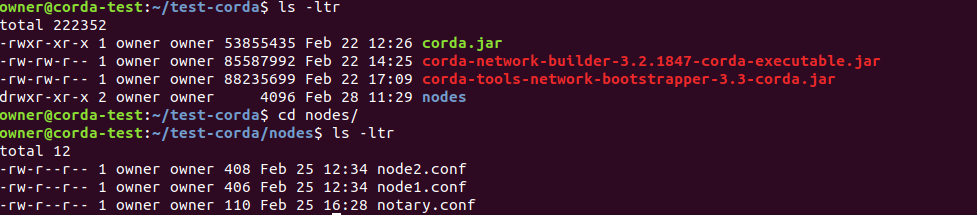 owner@corda-test:~/test-corda$ ls -ltr
total 222352
-rwxr-xr-x 1 owner owner 53855435 Feb 22 12:26 corda.jar
-rw-rw-r-- 1 owner owner 85587992 Feb 22 14:25 corda-network-builder-3.2.1847-corda-executable.jar
-rw-rw-r-- 1 owner owner 88235699 Feb 22 17:09 corda-tools-network-bootstrapper-3.3-corda.jar
drwxr-xr-x 2 owner owner     4096 Feb 28 11:29 nodes
owner@corda-test:~/test-corda$ cd nodes/
owner@corda-test:~/test-corda/nodes$ ls -ltr
total 12
-rw-r--r-- 1 owner owner 408 Feb 25 12:34 node2.conf
-rw-r--r-- 1 owner owner 406 Feb 25 12:34 node1.conf
-rw-r--r-- 1 owner owner 110 Feb 25 16:28 notary.conf